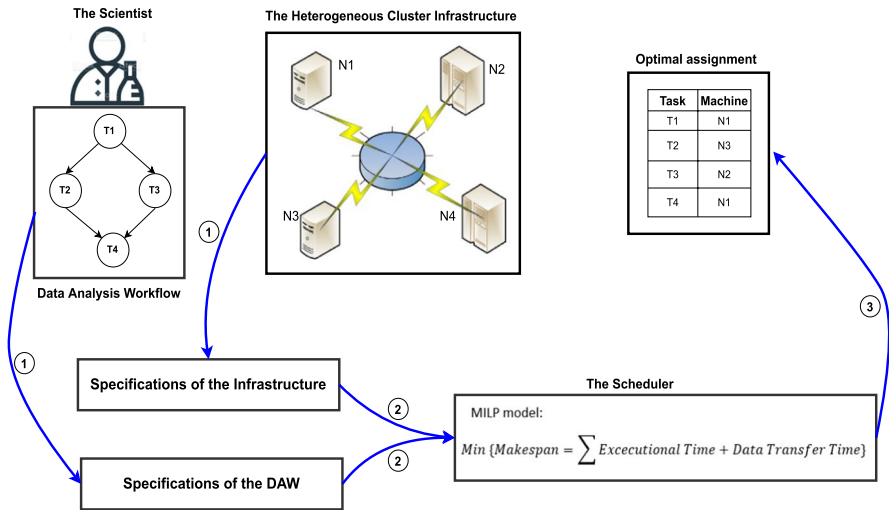 The Scientist
The Heterogeneous Cluster Infrastructure
Optimal assignment
T1
T2
T3
T4
Data Analysis Workflow
N1
N2
N3
N4
Task Machine
T1 N1
T2 N3
T3 N2
T4 N1
1
1
3
Specifications of the Infrastructure
2
2
Specifications of the DAW
The Scheduler
MILP model:
Min {Makespan = ∑ Excecutional Time + Data Transfer Time}